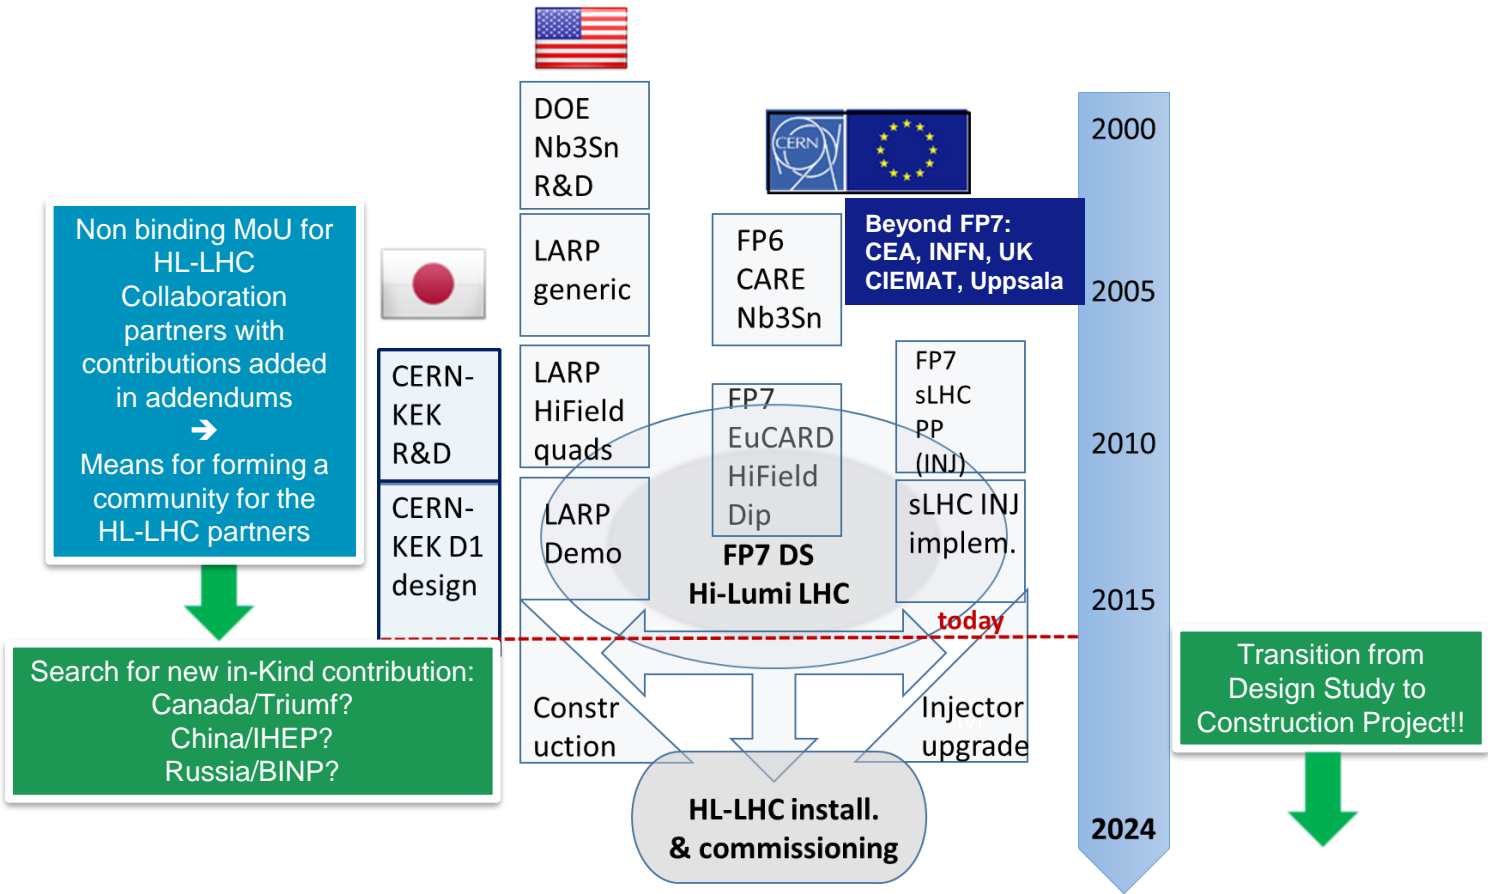 DOE
Nb3Sn
R&D
LARP
generic
LARP
HiField
quads
LARP
Demo
Constr
uction
CERN
Beyond FP7:
CEA, INFN, UK
CIEMAT, Uppsala
FP6
CARE
Nb3Sn
FP7
EuCARD
HiField
Dip
FP7 DS
Hi-Lumi LHC
FP7
sLHC
PP
(INJ)
sLHC INJ
implem.
today
Injector
upgrade
HL-LHC install.
& commissioning
CERN-
KEK
R&D
CERN-
KEK D1
design
Non binding MoU for
HL-LHC
Collaboration
partners with
contributions added
in addendums
➔
Means for forming a
community for the
HL-LHC partners
Search for new in-Kind contribution:
Canada/Triumf?
China/IHEP?
Russia/BINP?
2000
2005
2010
2015
2024
Transition from
Design Study to
Construction Project!!